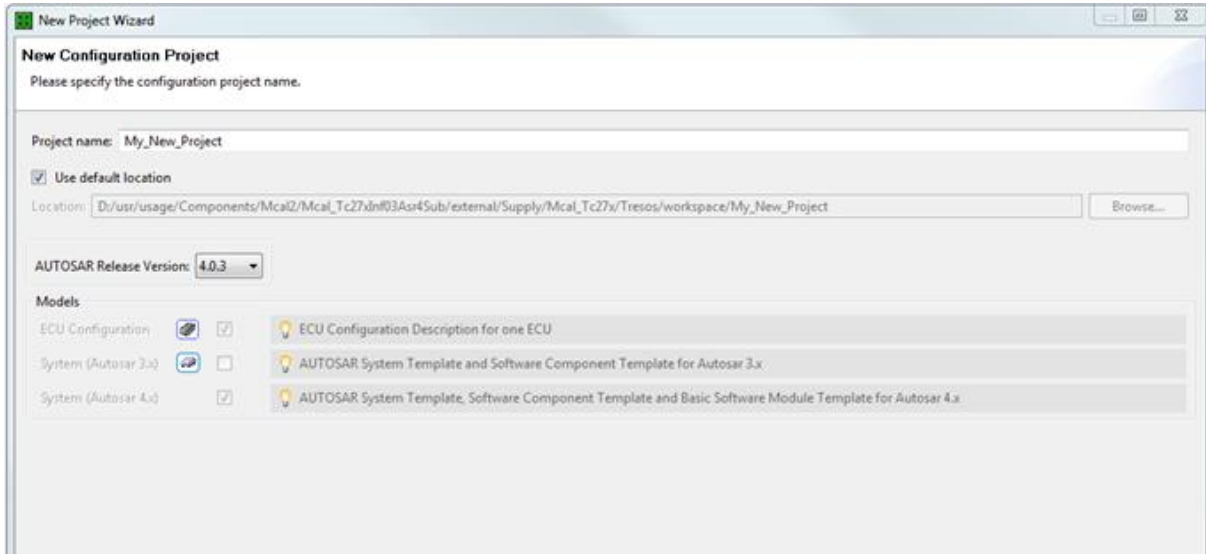 New Project Wizard
New Configuration Project
Please specify the configuration project name.
Project name: My_New_Project
Use default location
Location: D:/usr/usage/Components/Mcal2/Mcal_Tc27xInf03Asr4Sub/external/Supply/Mcal_Tc27x/Tresos/workspace/My_New_Project Browse...
AUTOSAR Release Version: 4.0.3
Models
ECU Configuration ECU Configuration Description for one ECU
System (Autosar 3.x) AUTOSAR System Template and Software Component Template for Autosar 3.x
System (Autosar 4.x) AUTOSAR System Template, Software Component Template and Basic Software Module Template for Autosar 4.x